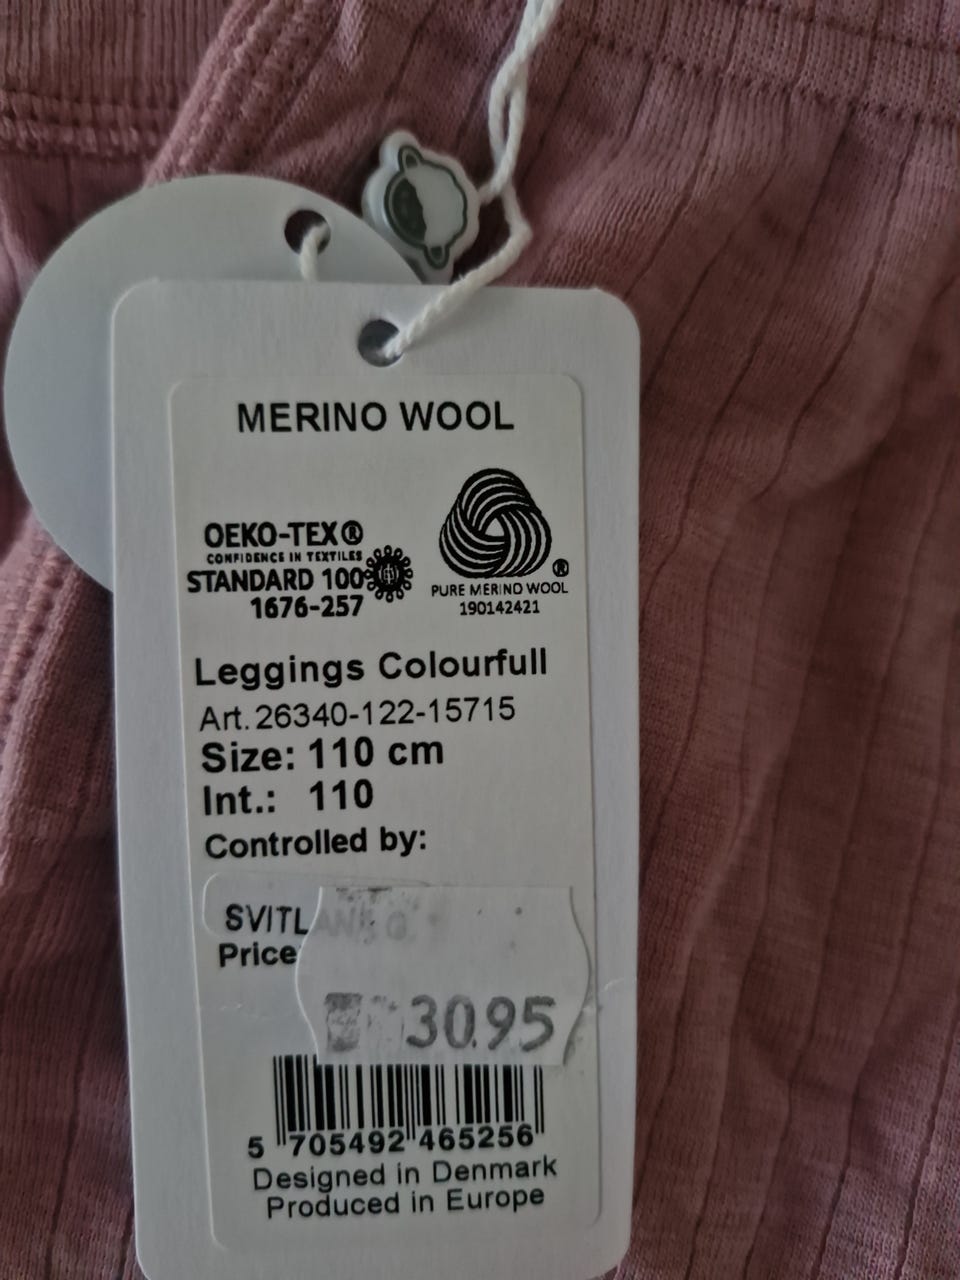 MERINO WOOL
OEKO-TEX®
CONFIDENCE IN TEXTILES
STANDARD 100
1676-257
®
PURE MERINO WOOL
190142421
Leggings Colourfull
Art. 26340-122-15715
Size: 110 cm
Int.: 110
Controlled by:
SVITLANA G.
Price
30.95
5 705492 465256
Designed in Denmark
Produced in Europe